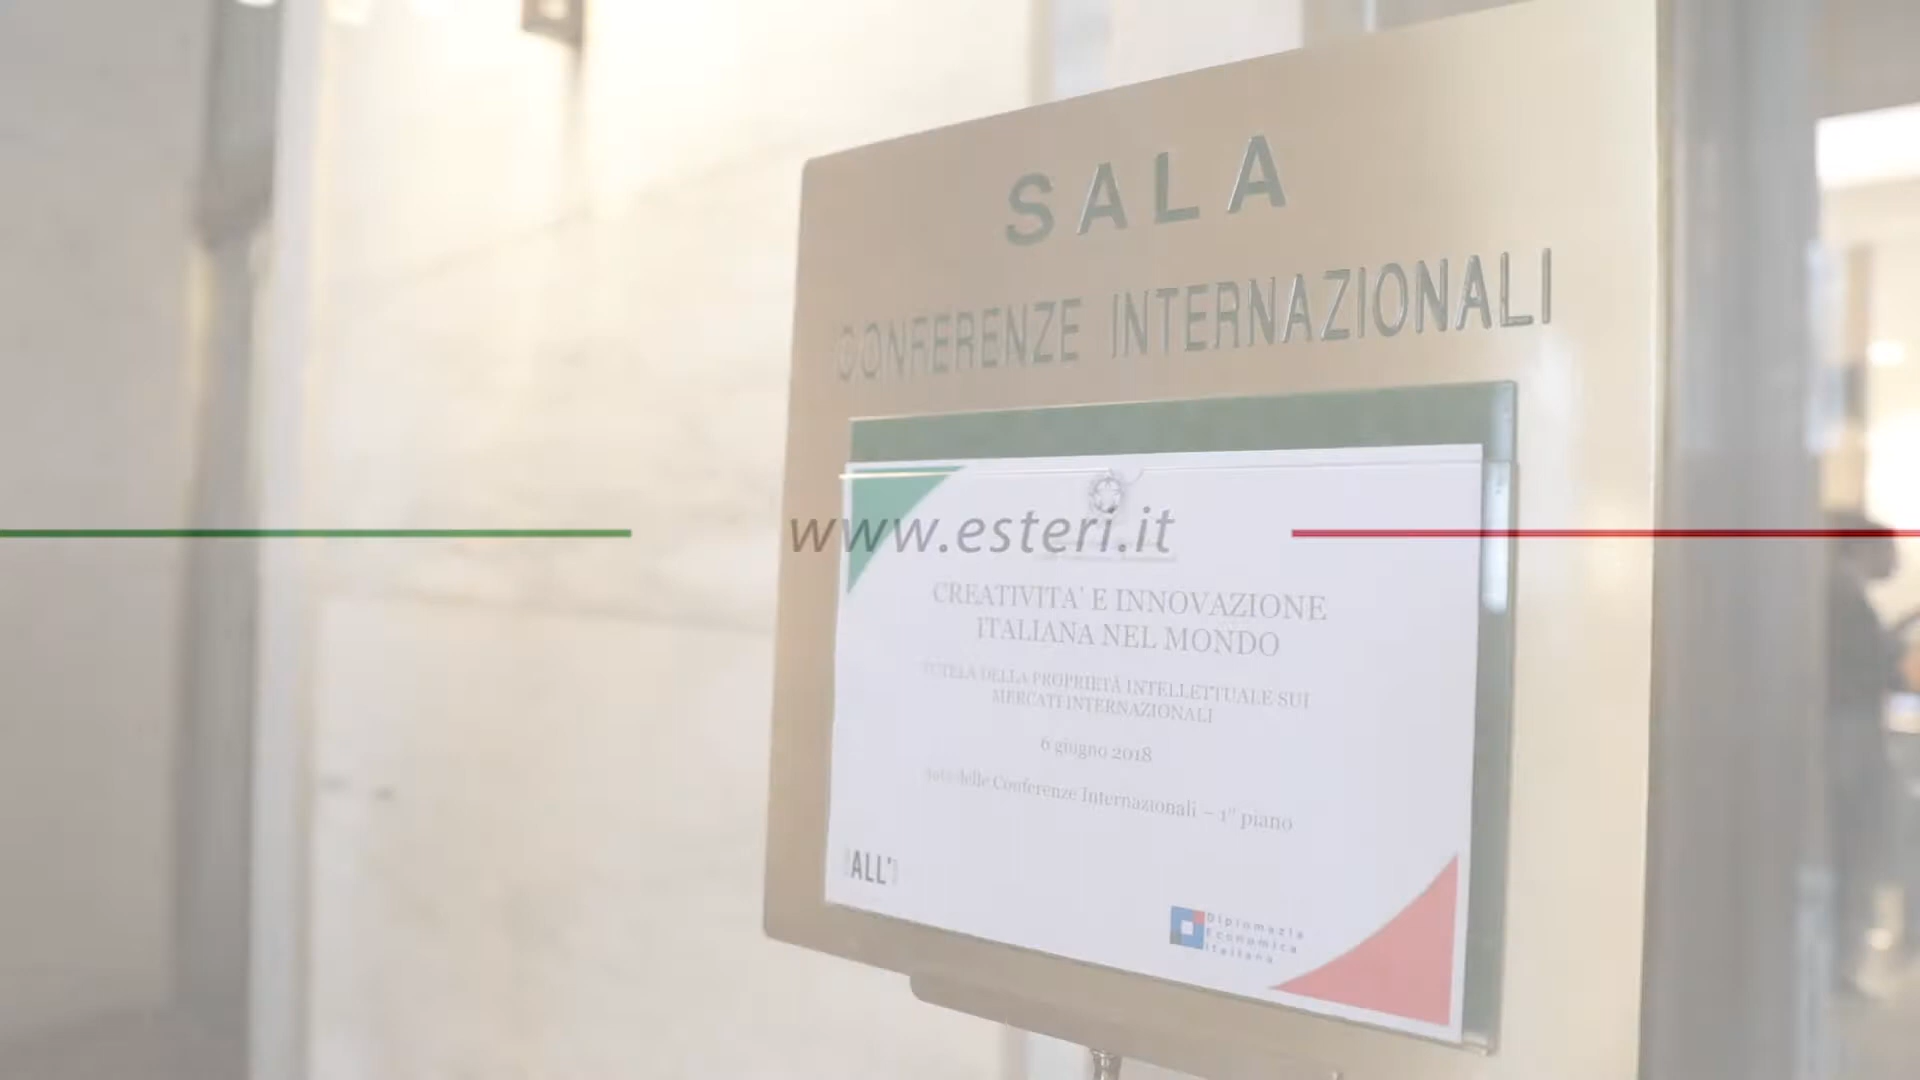 SALA
CONFERENZE INTERNAZIONALI
www.esteri.it
CREATIVITA' E INNOVAZIONE
ITALIANA NEL MONDO
TUTELA DELLA PROPRIETÀ INTELLETTUALE SUI
MERCATI INTERNAZIONALI
6 giugno 2018
delle Conferenze Internazionali – 1° piano
ALL'
Diplomazia
Economica
Italiana